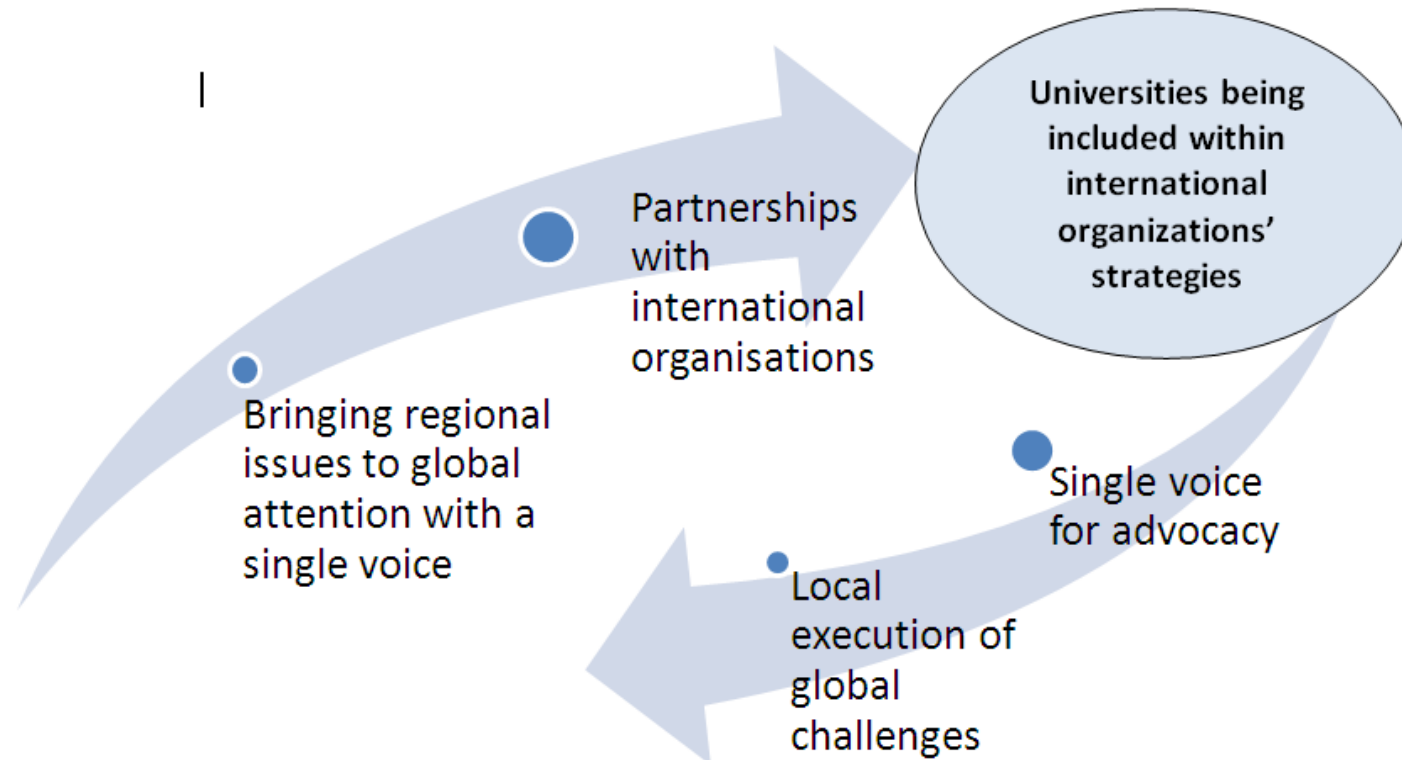 Universities being
included within
international
organizations’
strategies
Partnerships
with
international
organisations
Bringing regional
issues to global
attention with a
single voice
Single voice
for advocacy
Local
execution of
global
challenges